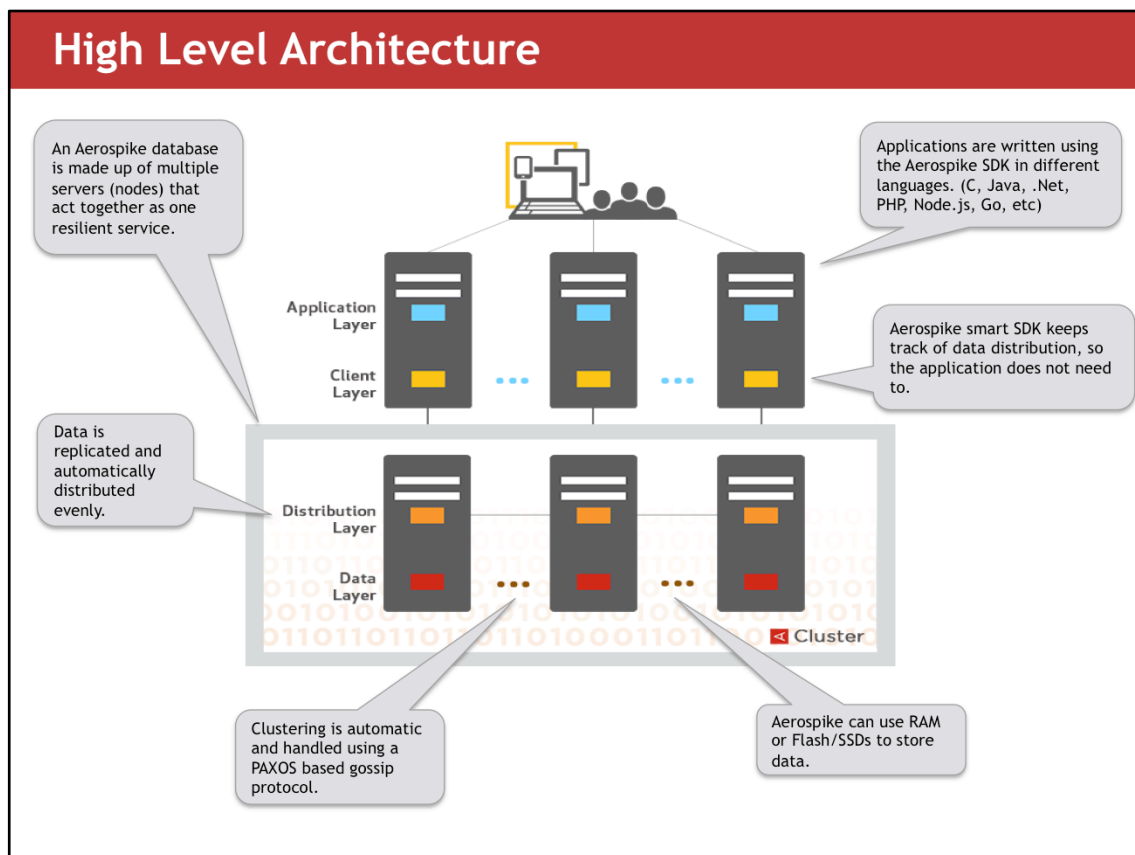 High Level Architecture
An Aerospike database
is made up of multiple
servers (nodes) that
act together as one
resilient service.
Applications are written using
the Aerospike SDK in different
languages. (C, Java, .Net,
PHP, Node.js, Go, etc)
Application
Layer
Client
Layer
Aerospike smart SDK keeps
track of data distribution, so
the application does not need
to.
Data is
replicated and
automatically
distributed
evenly.
Distribution
Layer
Data
Layer
Cluster
Clustering is automatic
and handled using a
PAXOS based gossip
protocol.
Aerospike can use RAM
or Flash/SSDs to store
data.